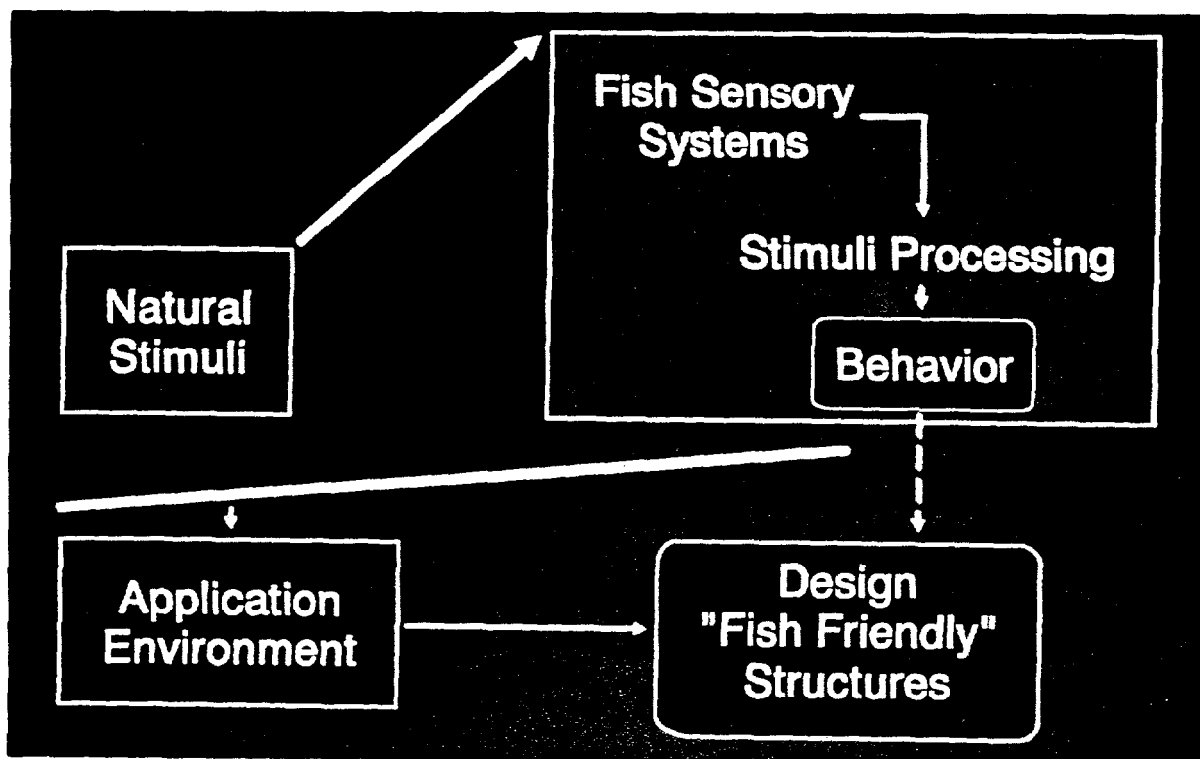 Fish Sensory
Systems
Stimuli Processing
Behavior
Natural
Stimuli
Application
Environment
Design
"Fish Friendly"
Structures